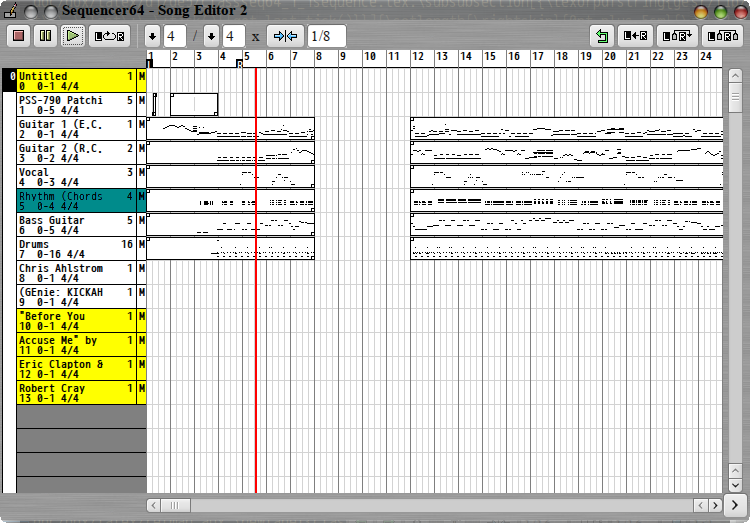 Sequencer64 - Song Editor 2
4 / 4 x 1/8
1 2 3 4 5 6 7 8 9 10 11 12 13 14 15 16 17 18 19 20 21 22 23 24
0 Untitled 1 M
0 0-1 4/4
PSS-790 Patchi 5 M
1 0-5 4/4
Guitar 1 (E.C. 1 M
2 0-1 4/4
Guitar 2 (R.C. 2 M
3 0-2 4/4
Vocal 3 M
4 0-3 4/4
Rhythm (Chords 4 M
5 0-4 4/4
Bass Guitar 5 M
6 0-5 4/4
Drums 16 M
7 0-16 4/4
Chris Ahlstrom 1 M
8 0-1 4/4
(GEnie: KICKAH 1 M
9 0-1 4/4
"Before You 1 M
10 0-1 4/4
Accuse Me" by 1 M
11 0-1 4/4
Eric Clapton & 1 M
12 0-1 4/4
Robert Cray 1 M
13 0-1 4/4